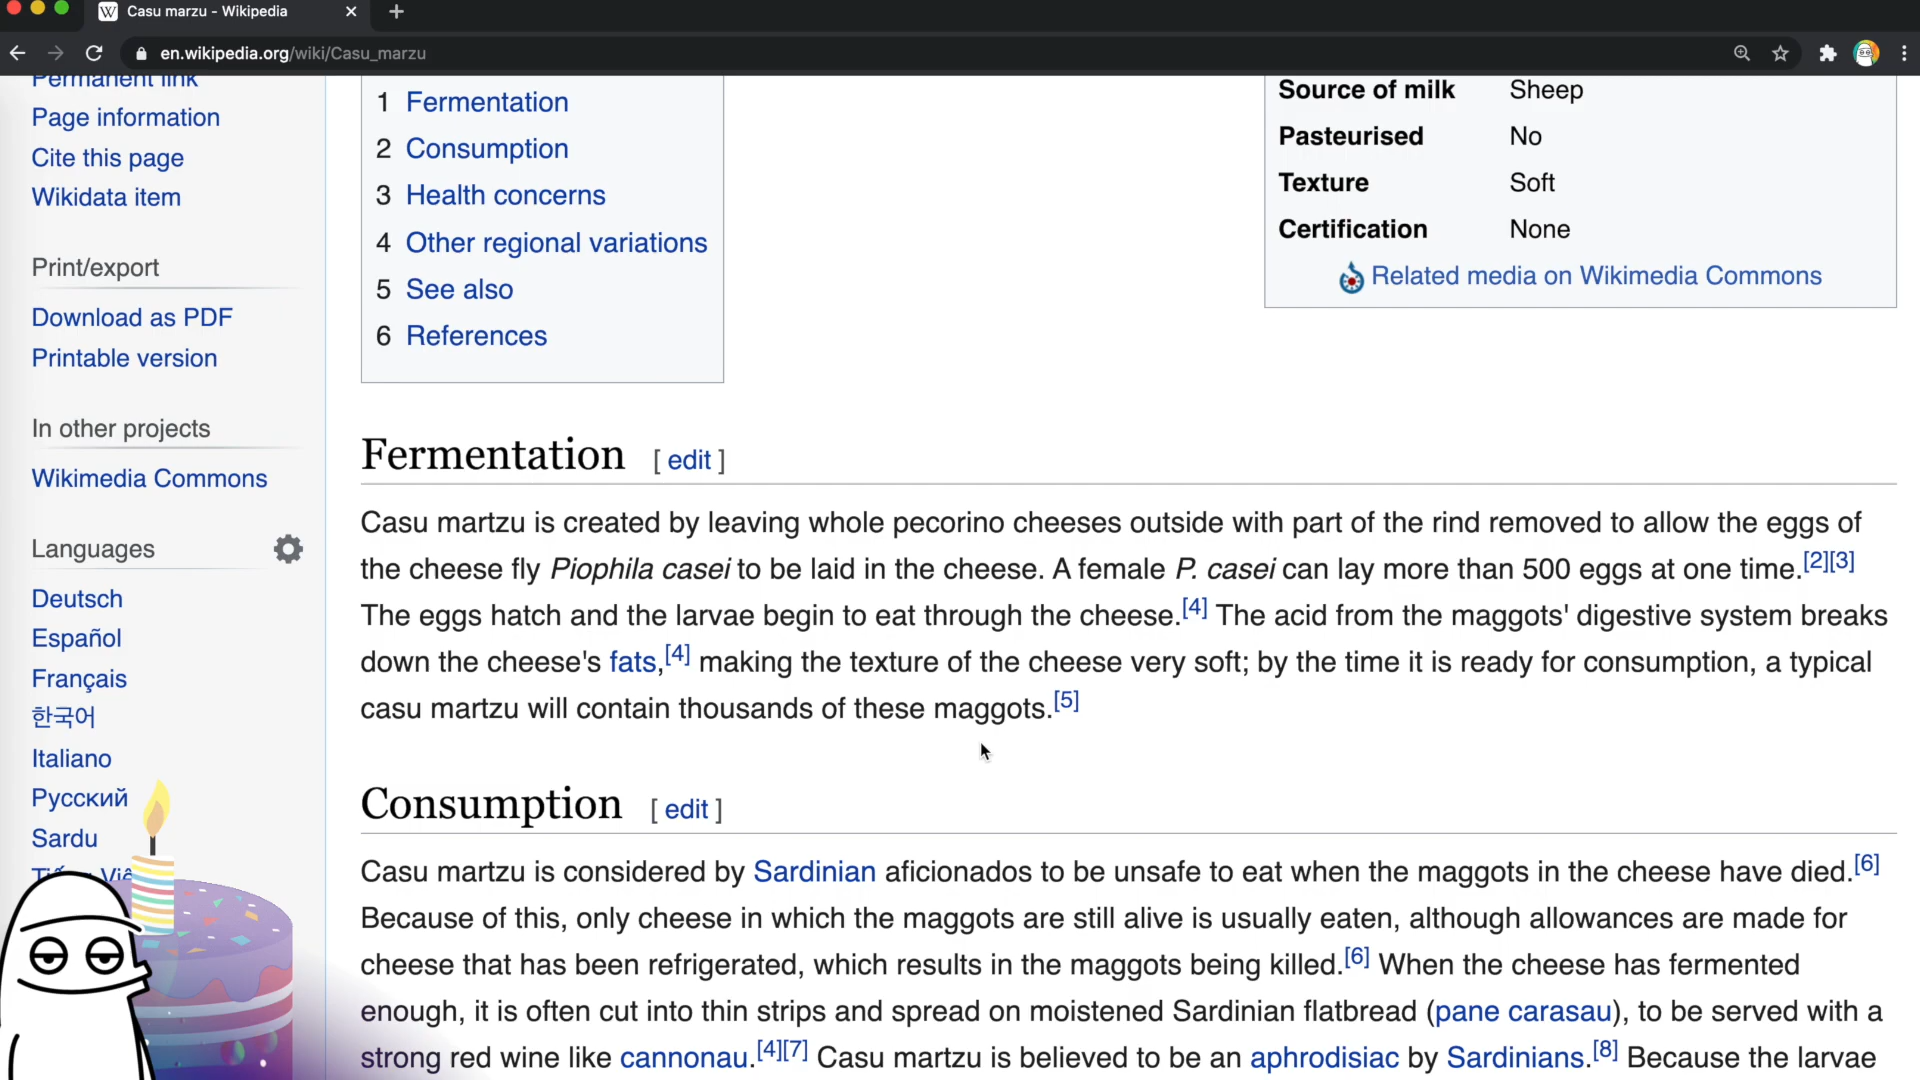 Casu marzu - Wikipedia
en.wikipedia.org/wiki/Casu_marzu
Permanent link
Page information
Cite this page
Wikidata item
Print/export
Download as PDF
Printable version
In other projects
Wikimedia Commons
Languages
Deutsch
Español
Français
한국어
Italiano
Русский
Sardu
1 Fermentation
2 Consumption
3 Health concerns
4 Other regional variations
5 See also
6 References
Source of milk Sheep
Pasteurised No
Texture Soft
Certification None
Related media on Wikimedia Commons
Fermentation [ edit ]
Casu martzu is created by leaving whole pecorino cheeses outside with part of the rind removed to allow the eggs of
the cheese fly Piophila casei to be laid in the cheese. A female P. casei can lay more than 500 eggs at one time.[2][3]
The eggs hatch and the larvae begin to eat through the cheese.[4] The acid from the maggots' digestive system breaks
down the cheese's fats,[4] making the texture of the cheese very soft; by the time it is ready for consumption, a typical
casu martzu will contain thousands of these maggots.[5]
Consumption [ edit ]
Casu martzu is considered by Sardinian aficionados to be unsafe to eat when the maggots in the cheese have died.[6]
Because of this, only cheese in which the maggots are still alive is usually eaten, although allowances are made for
cheese that has been refrigerated, which results in the maggots being killed.[6] When the cheese has fermented
enough, it is often cut into thin strips and spread on moistened Sardinian flatbread (pane carasau), to be served with a
strong red wine like cannonau.[4][7] Casu martzu is believed to be an aphrodisiac by Sardinians.[8] Because the larvae